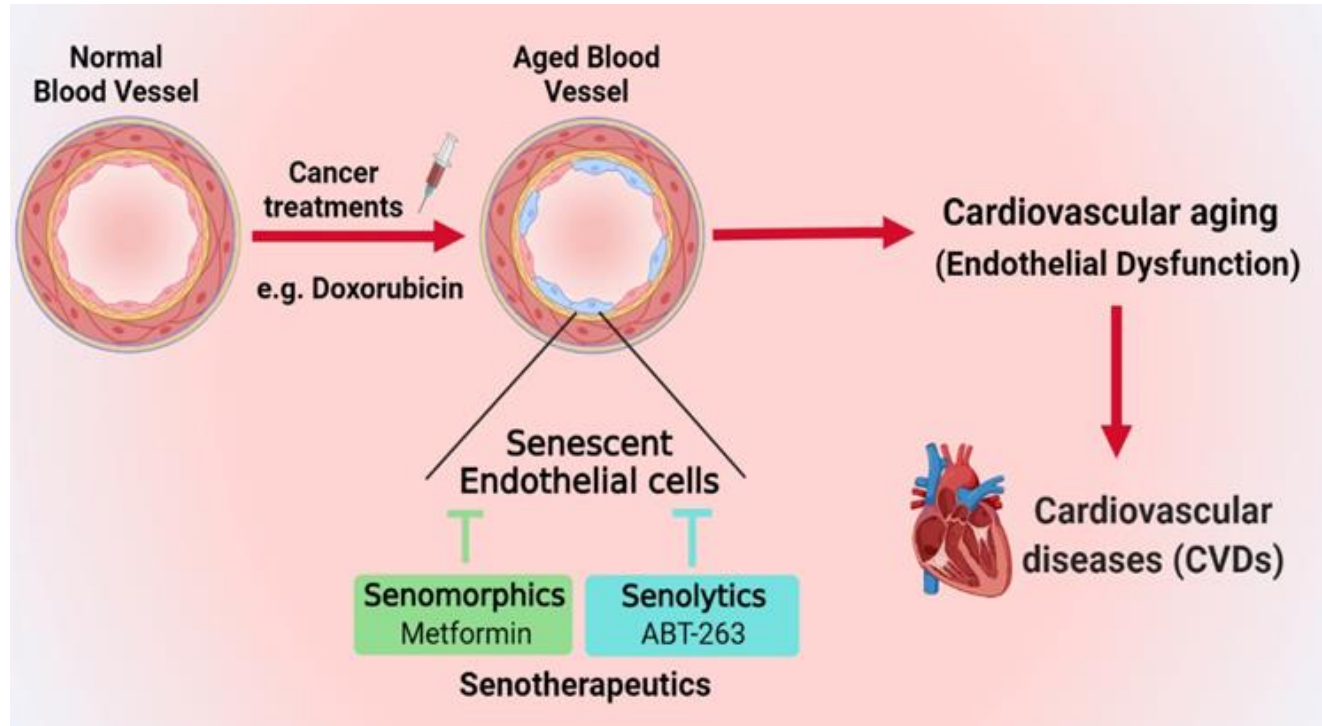 Normal
Blood Vessel
Cancer
treatments
e.g. Doxorubicin
Aged Blood
Vessel
Cardiovascular aging
(Endothelial Dysfunction)
Cardiovascular
diseases (CVDs)
Senescent
Endothelial cells
Senomorphics
Metformin
Senolytics
ABT-263
Senotherapeutics